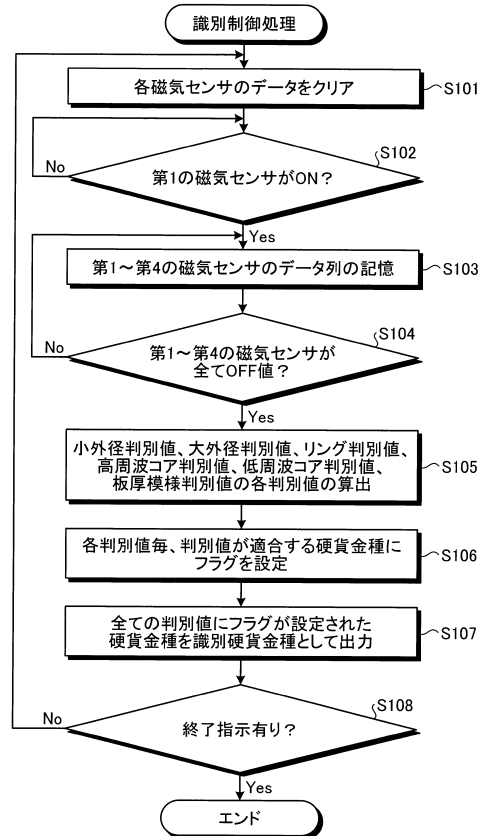 識別制御処理
各磁気センサのデータをクリア
S101
S102
No
第1の磁気センサがON?
Yes
第1～第4の磁気センサのデータ列の記憶
S103
S104
No
第1～第4の磁気センサが
全てOFF値?
Yes
小外径判別値、大外径判別値、リング判別値、
高周波コア判別値、低周波コア判別値、
板厚模様判別値の各判別値の算出
S105
各判別値毎、判別値が適合する硬貨金種に
フラグを設定
S106
全ての判別値にフラグが設定された
硬貨金種を識別硬貨金種として出力
S107
S108
No
終了指示有り?
Yes
エンド